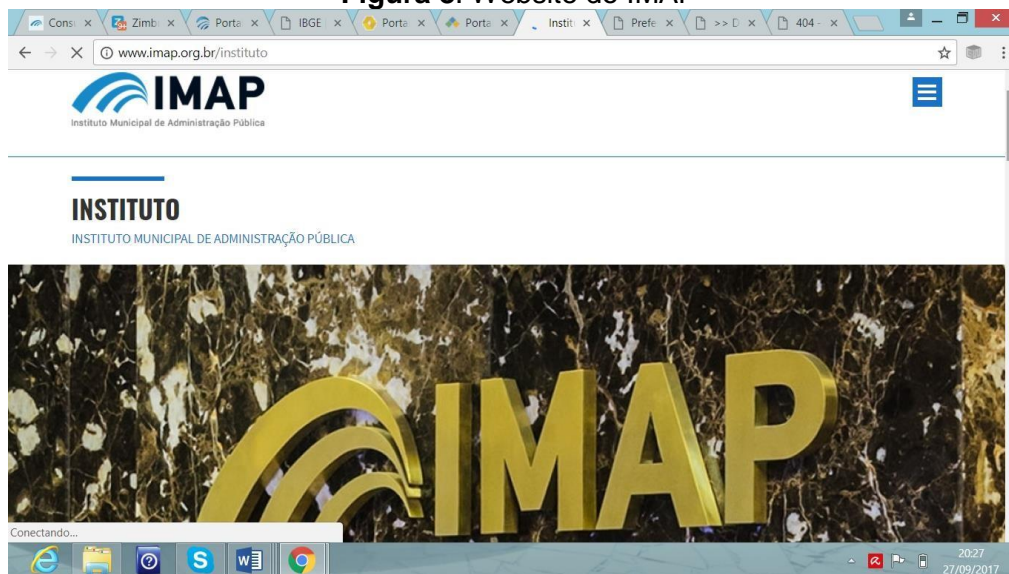 Website do IMAP
Consu Zimb Porta IBGE Porta Porta Instit Prefe >> D 404 -
www.imap.org.br/instituto
IMAP
Instituto Municipal de Administração Pública
INSTITUTO
INSTITUTO MUNICIPAL DE ADMINISTRAÇÃO PÚBLICA
IMAP
Conectando...
20:27
27/09/2017